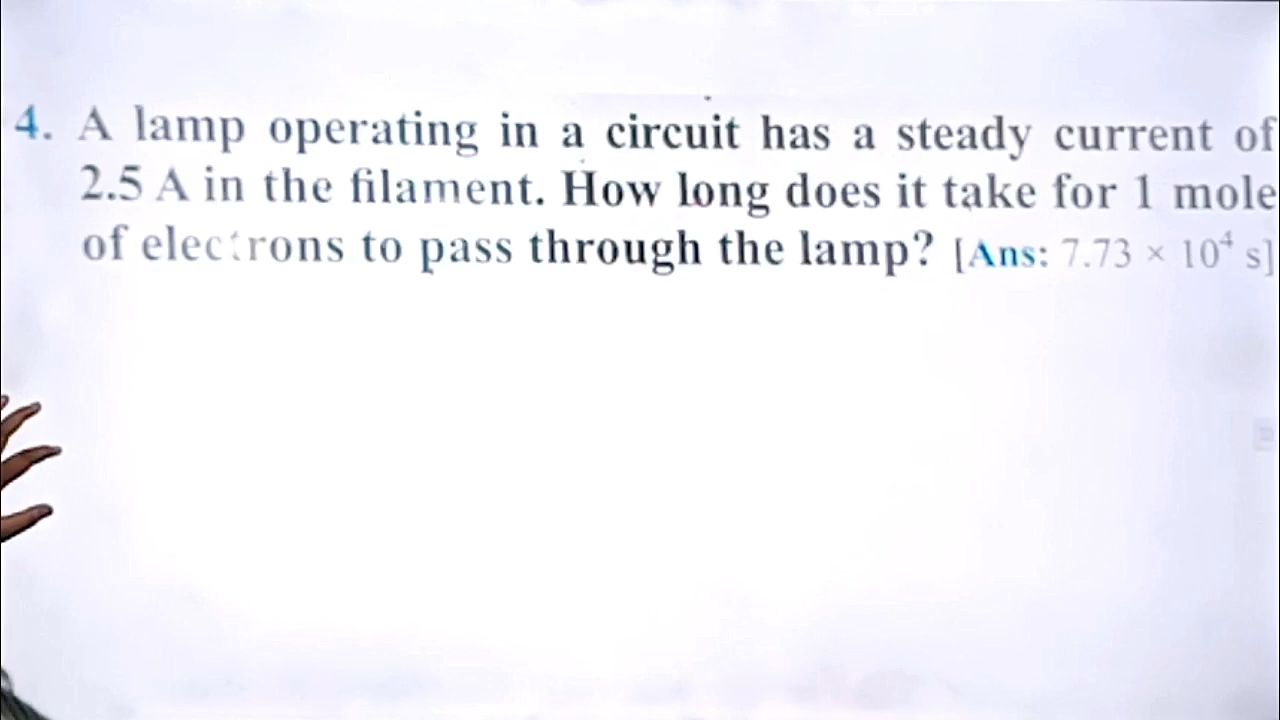 4. A lamp operating in a circuit has a steady current of
2.5 A in the filament. How long does it take for 1 mole
of electrons to pass through the lamp? [Ans: 7.73 × 10⁴ s]